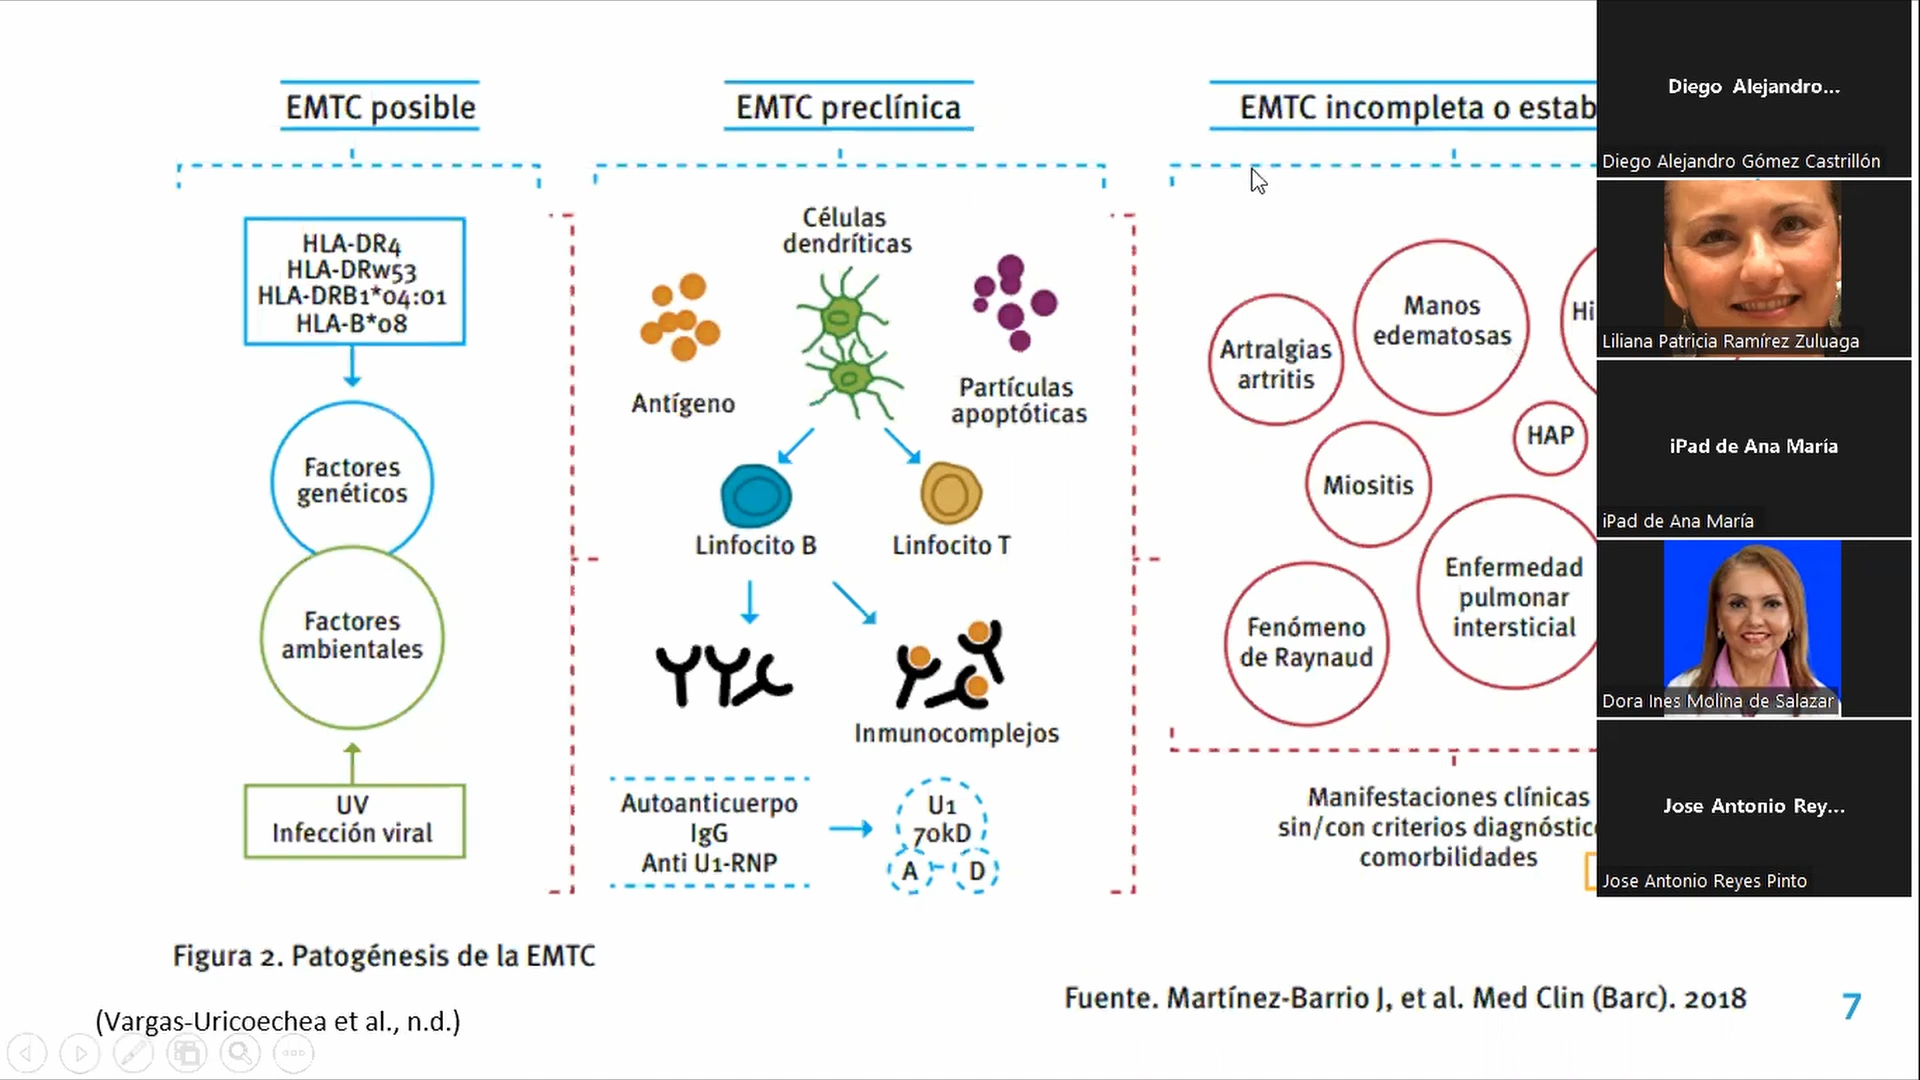 EMTC posible
HLA-DR4
HLA-DRw53
HLA-DRB1*04:01
HLA-B*08
Factores
genéticos
Factores
ambientales
UV
Infección viral
EMTC preclínica
Células
dendríticas
Antígeno
Partículas
apoptóticas
Linfocito B
Linfocito T
Inmunocomplejos
Autoanticuerpo
IgG
Anti U1-RNP
U1
70kD
A
D
EMTC incompleta o estab
Artralgias
artritis
Manos
edematosas
Hi
HAP
Miositis
Enfermedad
pulmonar
intersticial
Fenómeno
de Raynaud
Manifestaciones clínicas
sin/con criterios diagnóstic
comorbilidades
Figura 2. Patogénesis de la EMTC
(Vargas-Uricoechea et al., n.d.)
Fuente. Martínez-Barrio J, et al. Med Clin (Barc). 2018
7
Diego Alejandro...
Diego Alejandro Gómez Castrillón
Liliana Patricia Ramírez Zuluaga
iPad de Ana María
iPad de Ana María
Dora Ines Molina de Salazar
Jose Antonio Rey...
Jose Antonio Reyes Pinto